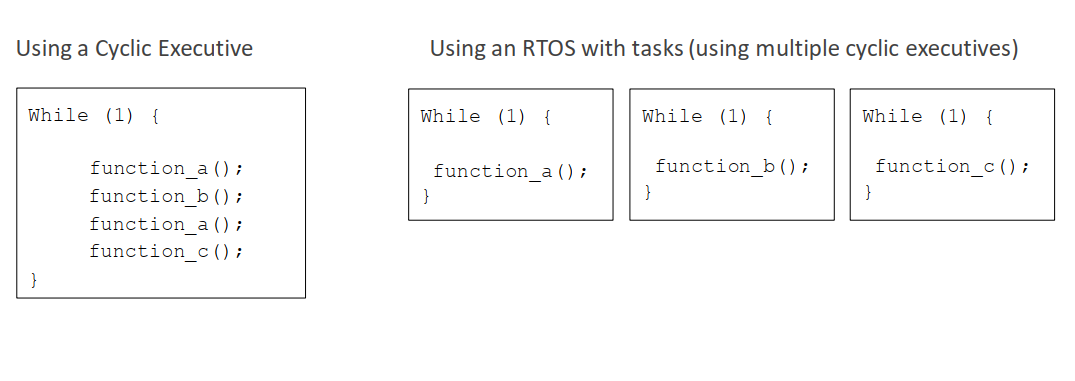 Using a Cyclic Executive
While (1) {
function_a();
function_b();
function_a();
function_c();
}
Using an RTOS with tasks (using multiple cyclic executives)
While (1) {
function_a();
}
While (1) {
function_b();
}
While (1) {
function_c();
}